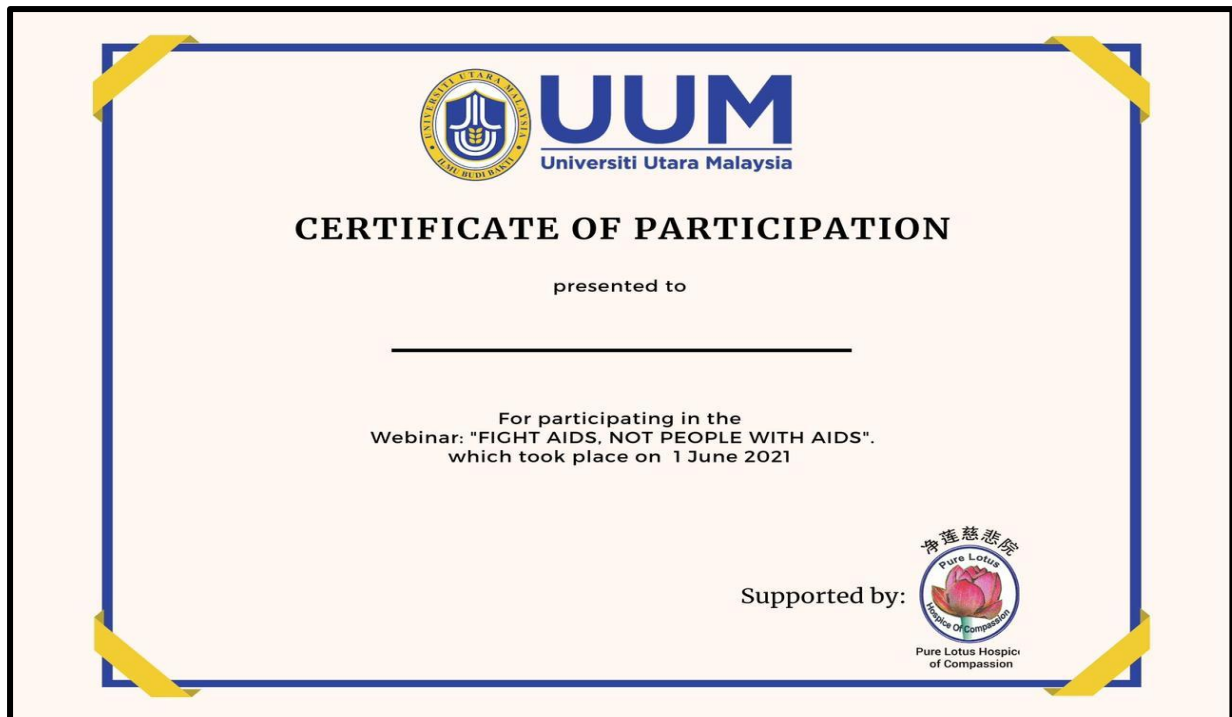 UNIVERSITI UTARA MALAYSIA
ILMU BUDI BAKTI
UUM
Universiti Utara Malaysia
CERTIFICATE OF PARTICIPATION
presented to
For participating in the
Webinar: "FIGHT AIDS, NOT PEOPLE WITH AIDS".
which took place on 1 June 2021
Supported by:
净莲慈悲院
Pure Lotus
Hospice Of Compassion
Pure Lotus Hospic
of Compassion